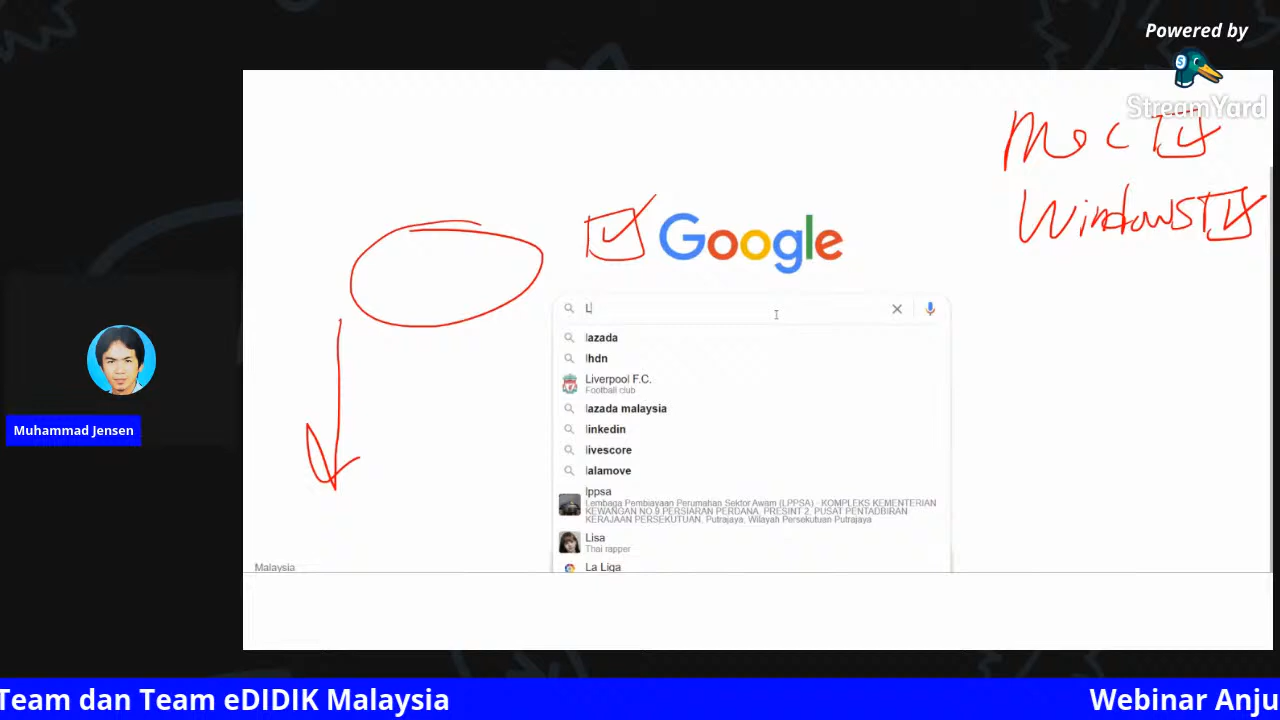 Powered by
StreamYard
Mac
Windows
Google
L
lazada
lhdn
Liverpool F.C.
Football club
lazada malaysia
linkedin
livescore
lalamove
lppsa
Lembaga Pembiayaan Perumahan Sektor Awam (LPPSA) - KOMPLEKS KEMENTERIAN
KEWANGAN NO.9 PERSIARAN PERDANA, PRESINT 2, PUSAT PENTADBIRAN
KERAJAAN PERSEKUTUAN, Putrajaya, Wilayah Persekutuan Putrajaya
Lisa
Thai rapper
La Liga
Malaysia
Muhammad Jensen
Team dan Team eDIDIK Malaysia
Webinar Anju